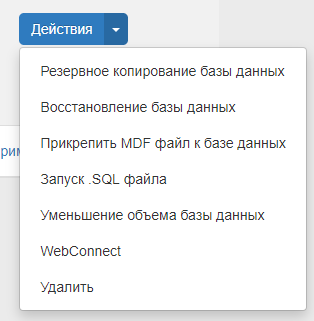 Действия
Резервное копирование базы данных
Восстановление базы данных
Прикрепить MDF файл к базе данных
рим
Запуск .SQL файла
Уменьшение объема базы данных
WebConnect
Удалить